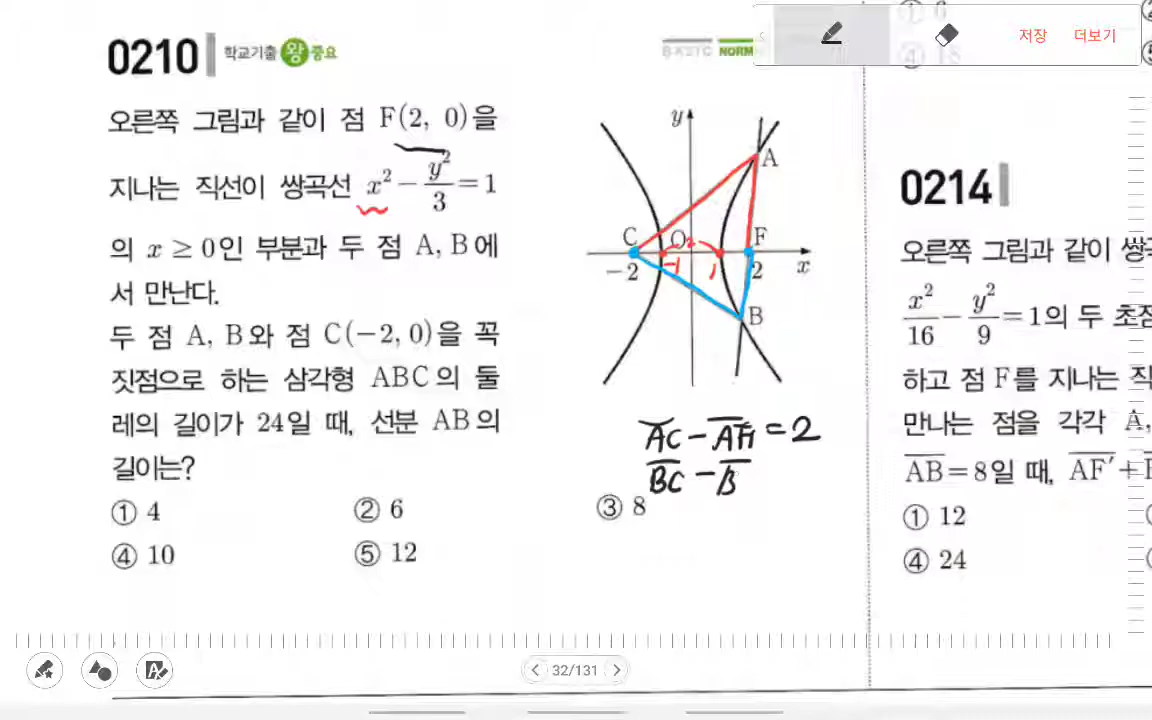 0210 학교기출 왕 중요
NORM
저장 더보기
오른쪽 그림과 같이 점 F(2, 0)을
지나는 직선이 쌍곡선 x² − y²/3 = 1
의 x ≥ 0인 부분과 두 점 A, B에
서 만난다.
두 점 A, B와 점 C(−2, 0)을 꼭
짓점으로 하는 삼각형 ABC의 둘
레의 길이가 24일 때, 선분 AB의
길이는?
① 4
② 6
③ 8
④ 10
⑤ 12
y
A
C O 2 F
−2 −1 1 2 x
B
AC − AF = 2
BC − B
0214
오른쪽 그림과 같이
x²/16 − y²/9 = 1의 두 초점
하고 점 F를 지나는
만나는 점을 각각 A,
AB = 8일 때, AF′ +
① 12
④ 24
32/131